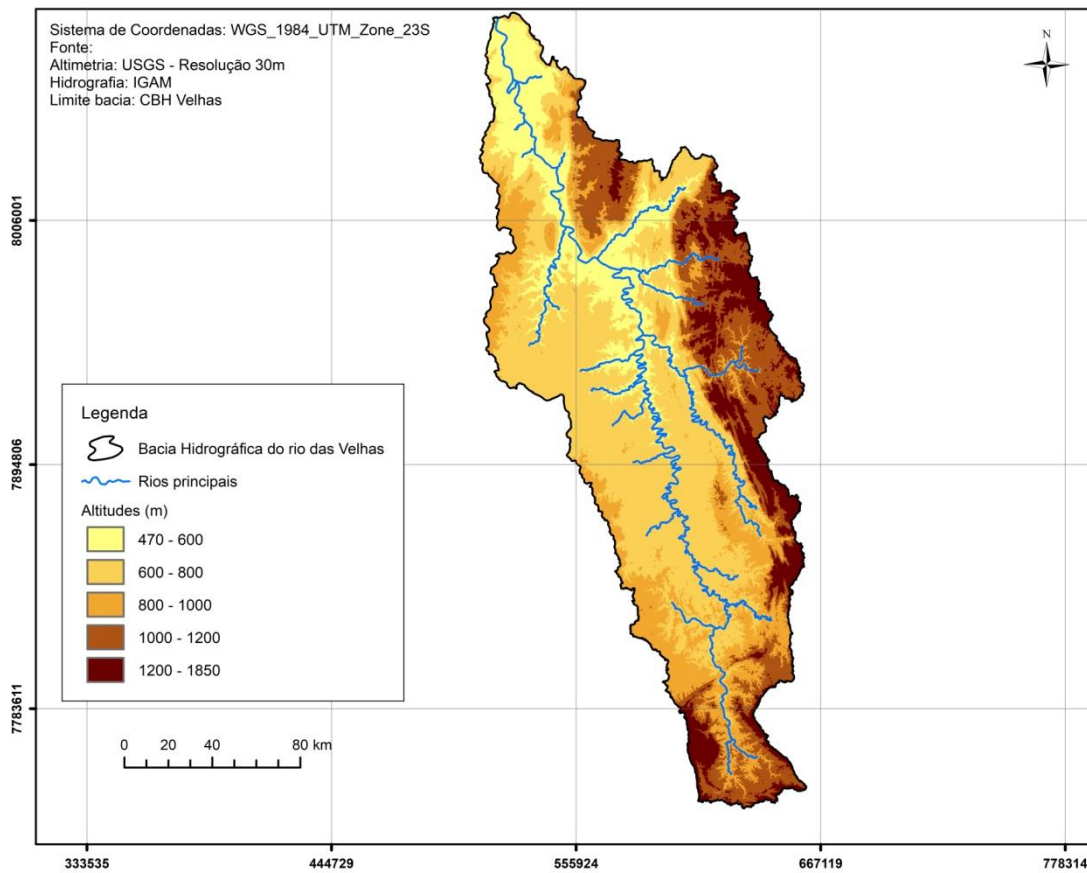 Sistema de Coordenadas: WGS_1984_UTM_Zone_23S
Fonte:
Altimetria: USGS - Resolução 30m
Hidrografia: IGAM
Limite bacia: CBH Velhas
N
8006001
7894806
7783611
Legenda
Bacia Hidrográfica do rio das Velhas
Rios principais
Altitudes (m)
470 - 600
600 - 800
800 - 1000
1000 - 1200
1200 - 1850
0 20 40 80 km
333535 444729 555924 667119 778314